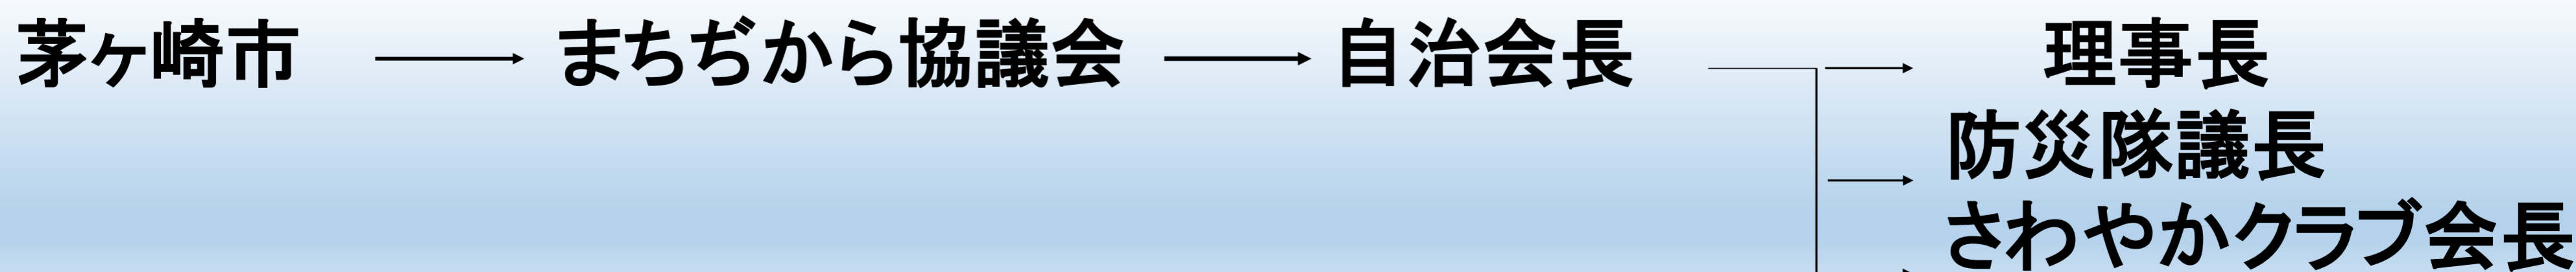 茅ヶ崎市 まちぢから協議会 自治会長 理事長
防災隊議長
さわやかクラブ会長